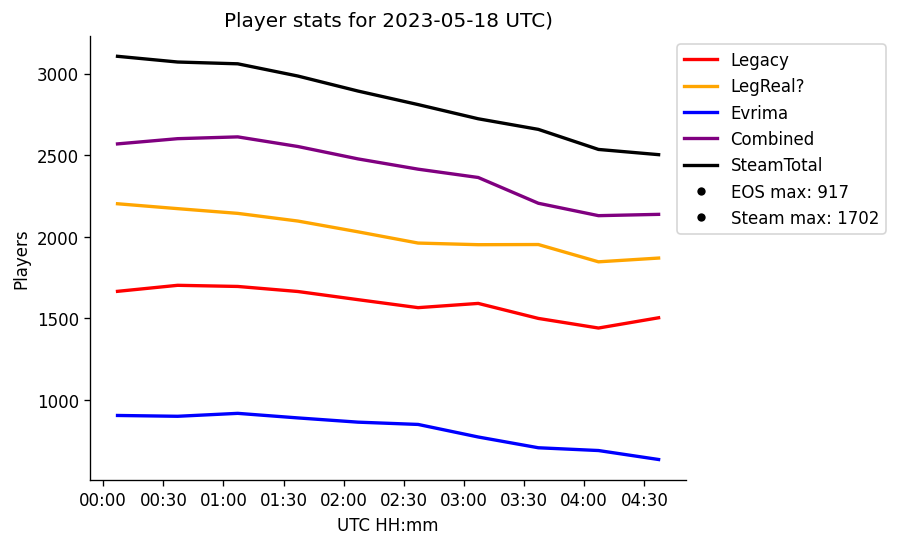 Player stats for 2023-05-18 UTC)
3000
2500
2000
1500
1000
Players
00:00 00:30 01:00 01:30 02:00 02:30 03:00 03:30 04:00 04:30
UTC HH:mm
Legacy
LegReal?
Evrima
Combined
SteamTotal
EOS max: 917
Steam max: 1702